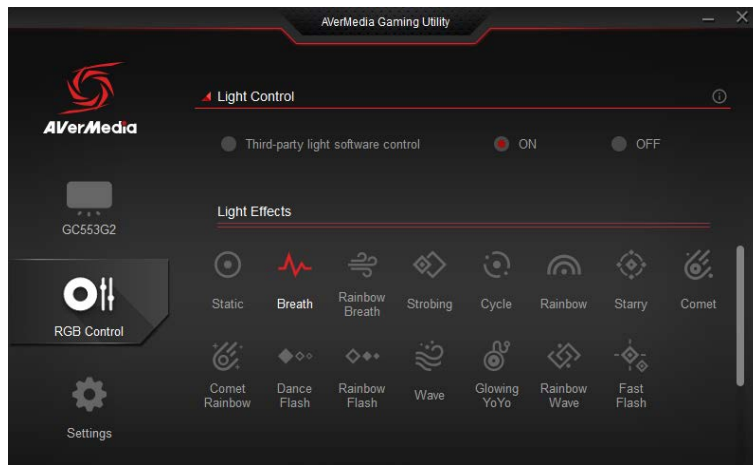 AVerMedia Gaming Utility
AVerMedia
GC553G2
RGB Control
Settings
Light Control
Third-party light software control
ON
OFF
Light Effects
Static
Breath
Rainbow
Breath
Strobing
Cycle
Rainbow
Starry
Comet
Comet
Rainbow
Dance
Flash
Rainbow
Flash
Wave
Glowing
YoYo
Rainbow
Wave
Fast
Flash